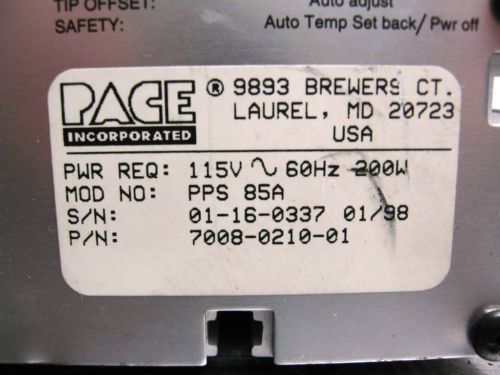 TIP OFFSET: Auto adjust
SAFETY: Auto Temp Set back/ Pwr off
PACE ® 9893 BREWERS CT.
INCORPORATED LAUREL, MD 20723
USA
PWR REQ: 115V ∿ 60Hz 200W
MOD NO: PPS 85A
S/N: 01-16-0337 01/98
P/N: 7008-0210-01